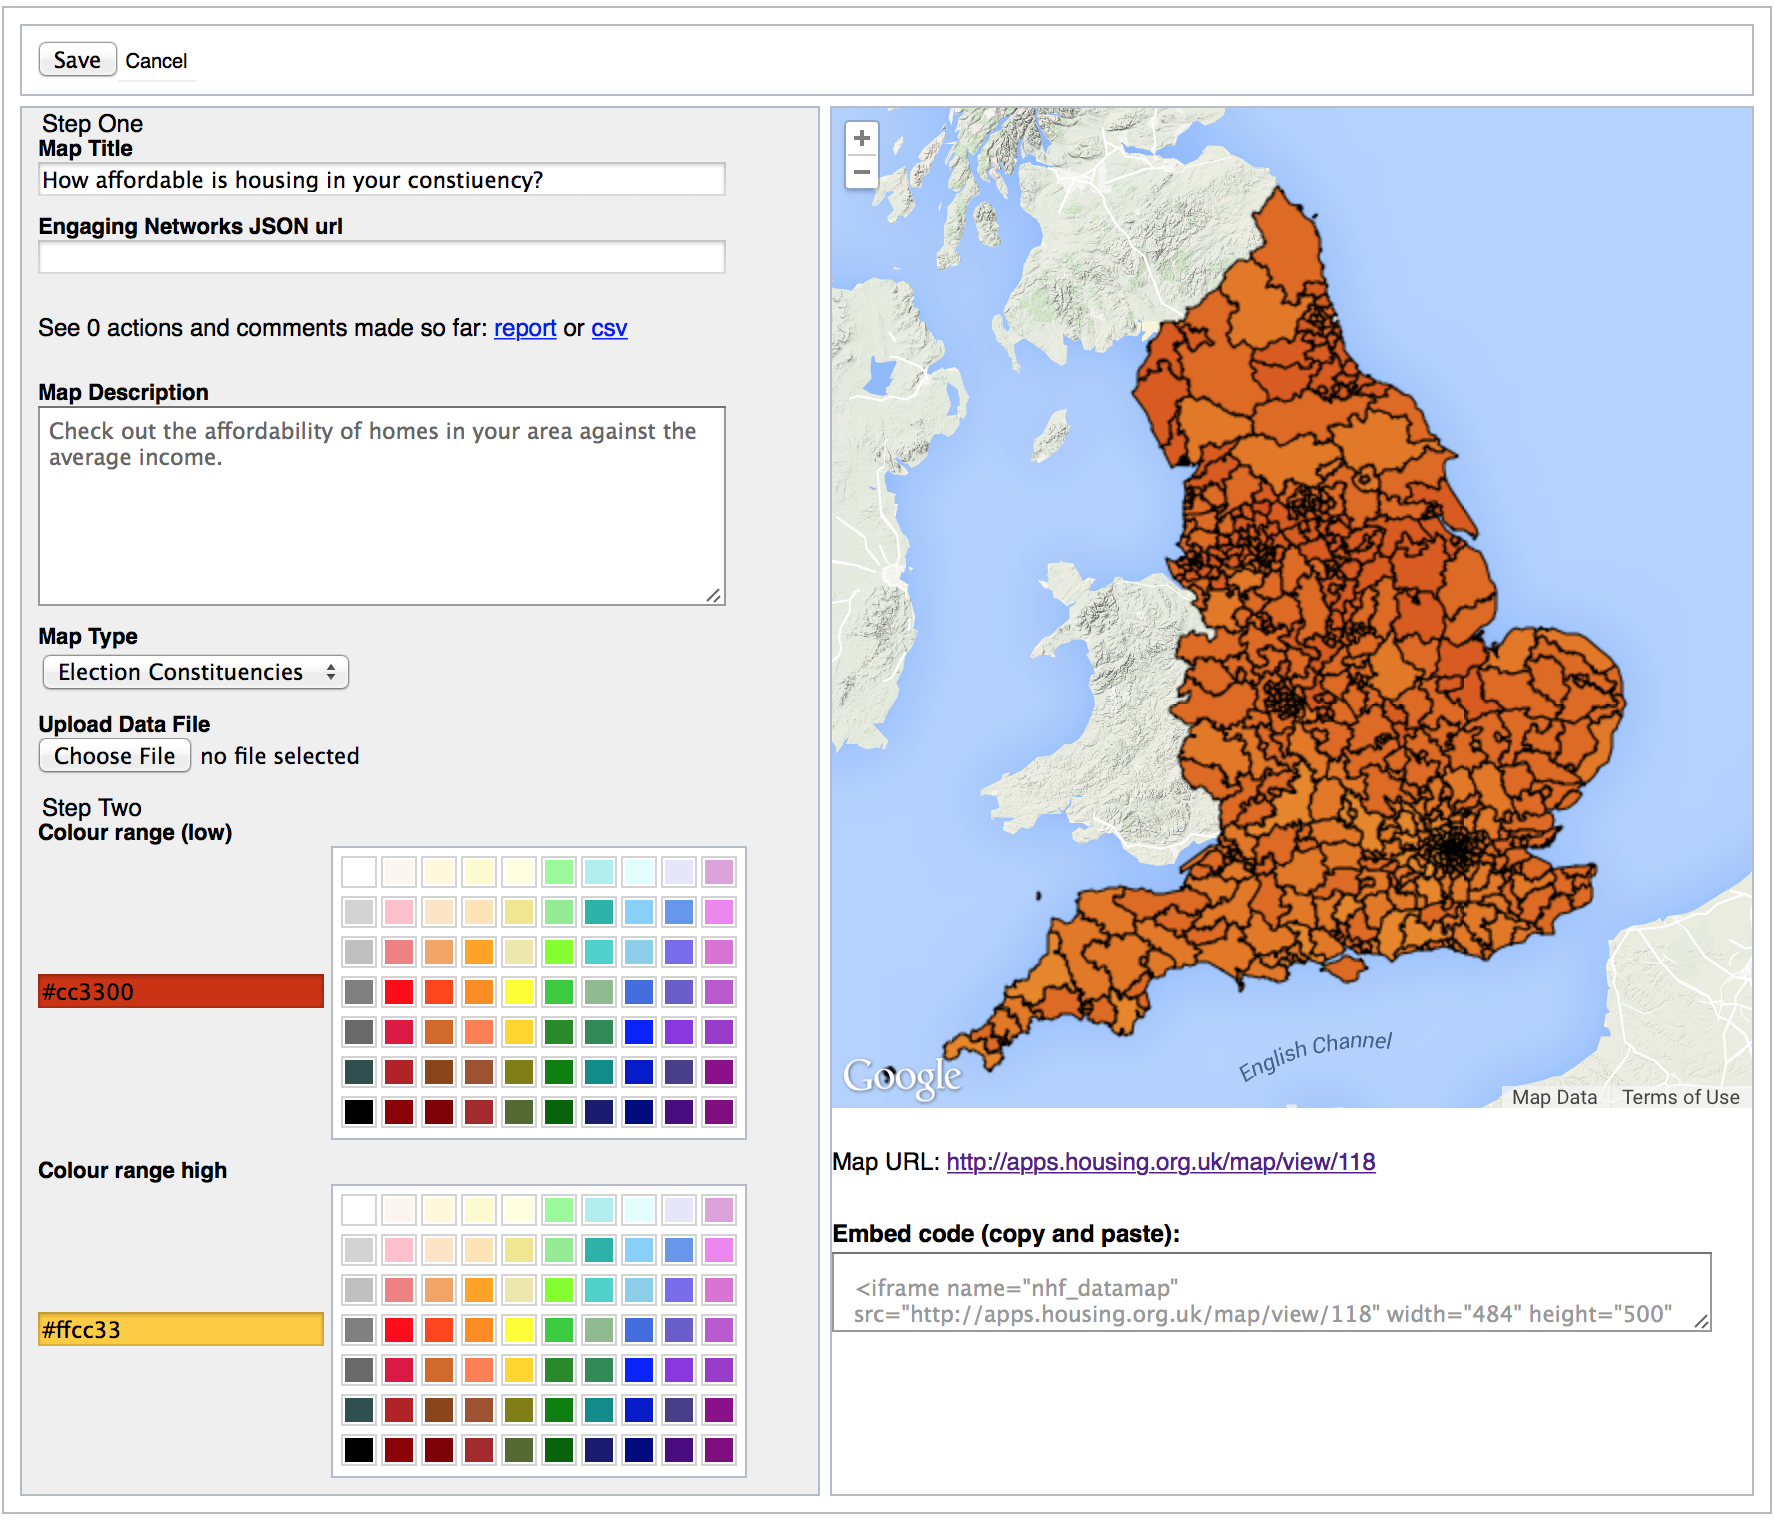 Save Cancel
Step One
Map Title
How affordable is housing in your constiuency?
Engaging Networks JSON url
See 0 actions and comments made so far: report or csv
Map Description
Check out the affordability of homes in your area against the
average income.
Map Type
Election Constituencies
Upload Data File
Choose File no file selected
Step Two
Colour range (low)
#cc3300
Colour range high
#ffcc33
+
−
English Channel
Google
Map Data Terms of Use
Map URL: http://apps.housing.org.uk/map/view/118
Embed code (copy and paste):
<iframe name="nhf_datamap"
src="http://apps.housing.org.uk/map/view/118" width="484" height="500"